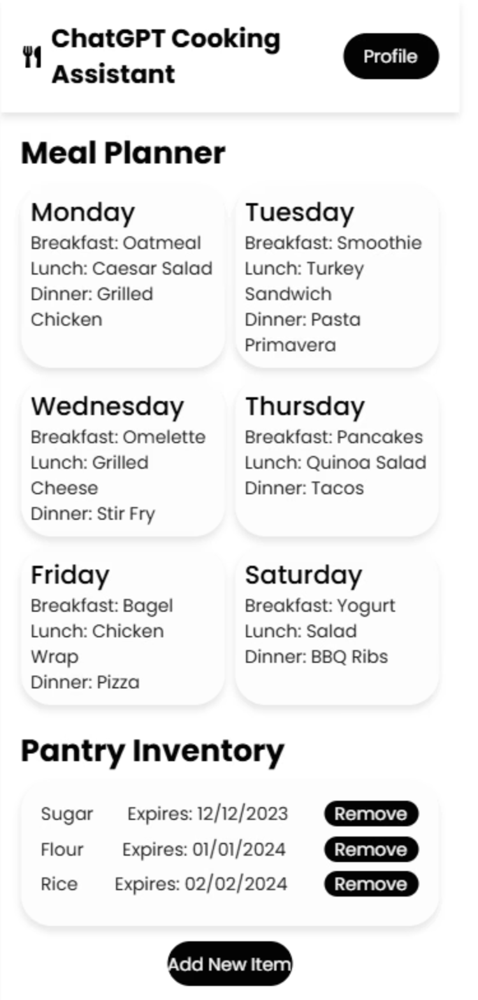 ChatGPT Cooking
Assistant
Profile
Meal Planner
Monday
Breakfast: Oatmeal
Lunch: Caesar Salad
Dinner: Grilled
Chicken
Tuesday
Breakfast: Smoothie
Lunch: Turkey
Sandwich
Dinner: Pasta
Primavera
Wednesday
Breakfast: Omelette
Lunch: Grilled
Cheese
Dinner: Stir Fry
Thursday
Breakfast: Pancakes
Lunch: Quinoa Salad
Dinner: Tacos
Friday
Breakfast: Bagel
Lunch: Chicken
Wrap
Dinner: Pizza
Saturday
Breakfast: Yogurt
Lunch: Salad
Dinner: BBQ Ribs
Pantry Inventory
Sugar Expires: 12/12/2023 Remove
Flour Expires: 01/01/2024 Remove
Rice Expires: 02/02/2024 Remove
Add New Item